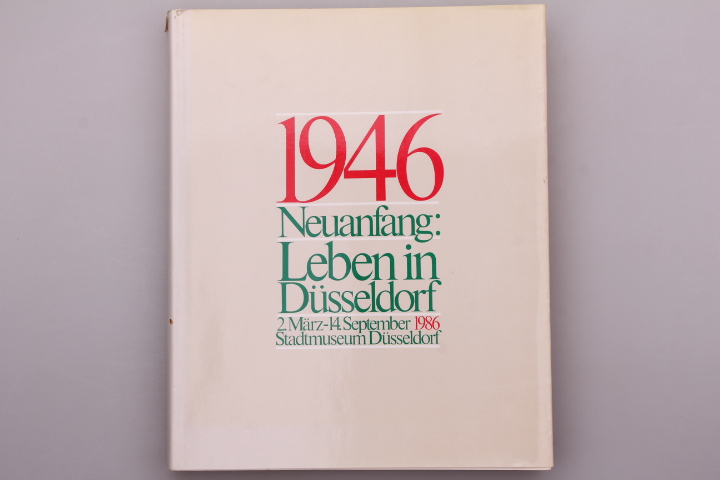 1946
Neuanfang:
Leben in
Düsseldorf
2. März-14. September 1986
Stadtmuseum Düsseldorf